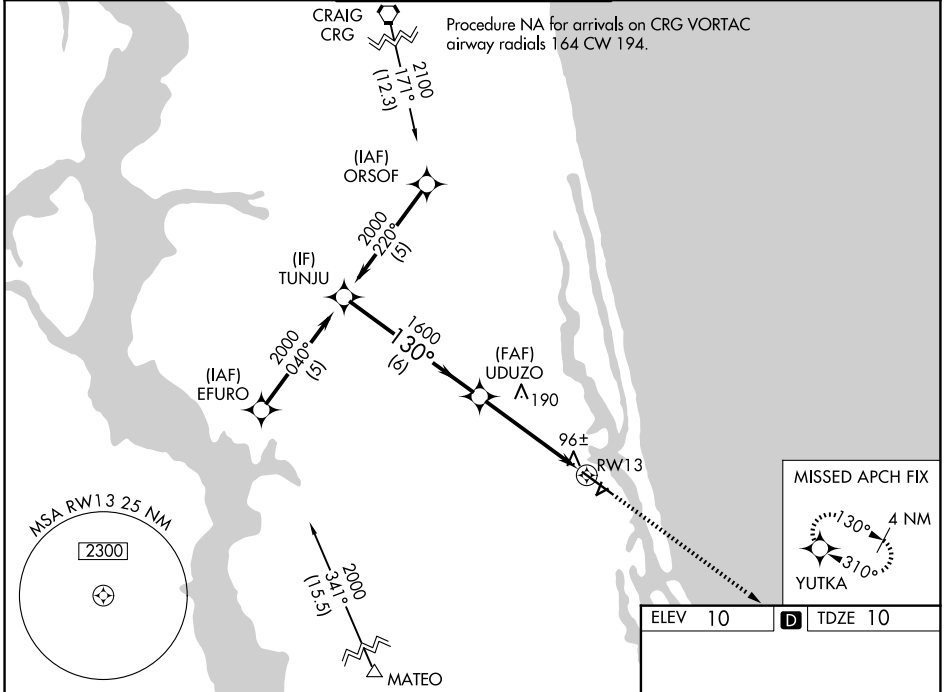 CRAIG
CRG
Procedure NA for arrivals on CRG VORTAC
airway radials 164 CW 194.
2100
171°
(12.3)
(IAF)
ORSOF
2000
220°
(5)
(IF)
TUNJU
1600
130°
(6)
2000
040°
(5)
(IAF)
EFURO
(FAF)
UDUZO
190
96±
RW13
MISSED APCH FIX
130°
4 NM
310°
YUTKA
MSA RW13 25 NM
2300
2000
341°
(15.5)
MATEO
ELEV 10
D
TDZE 10